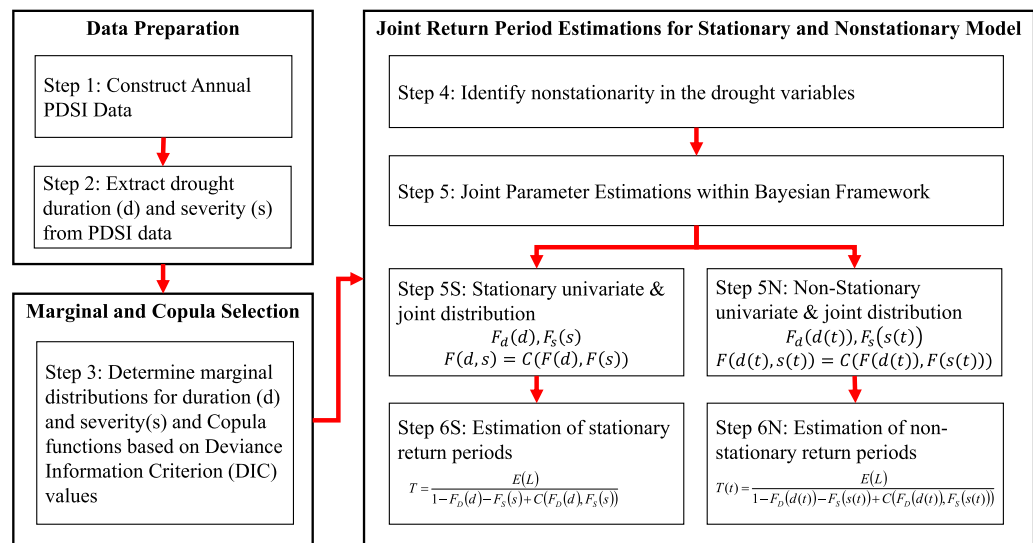 Data Preparation
Step 1: Construct Annual
PDSI Data
Step 2: Extract drought
duration (d) and severity (s)
from PDSI data
Marginal and Copula Selection
Step 3: Determine marginal
distributions for duration (d)
and severity(s) and Copula
functions based on Deviance
Information Criterion (DIC)
values
Joint Return Period Estimations for Stationary and Nonstationary Model
Step 4: Identify nonstationarity in the drought variables
Step 5: Joint Parameter Estimations within Bayesian Framework
Step 5S: Stationary univariate &
joint distribution
F_d(d), F_s(s)
F(d, s) = C(F(d), F(s))
Step 5N: Non-Stationary
univariate & joint distribution
F_d(d(t)), F_s(s(t))
F(d(t), s(t)) = C(F(d(t)), F(s(t)))
Step 6S: Estimation of stationary
return periods
T = E(L) / (1 − F_D(d) − F_S(s) + C(F_D(d), F_S(s)))
Step 6N: Estimation of non-
stationary return periods
T(t) = E(L) / (1 − F_D(d(t)) − F_S(s(t)) + C(F_D(d(t)), F_S(s(t))))